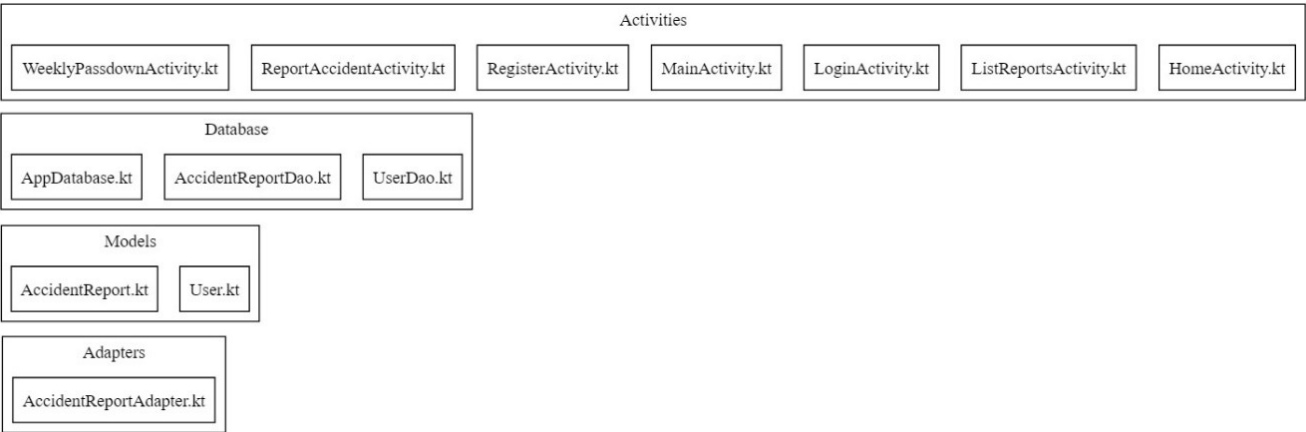 Activities
WeeklyPassdownActivity.kt ReportAccidentActivity.kt RegisterActivity.kt MainActivity.kt LoginActivity.kt ListReportsActivity.kt HomeActivity.kt
Database
AppDatabase.kt AccidentReportDao.kt UserDao.kt
Models
AccidentReport.kt User.kt
Adapters
AccidentReportAdapter.kt